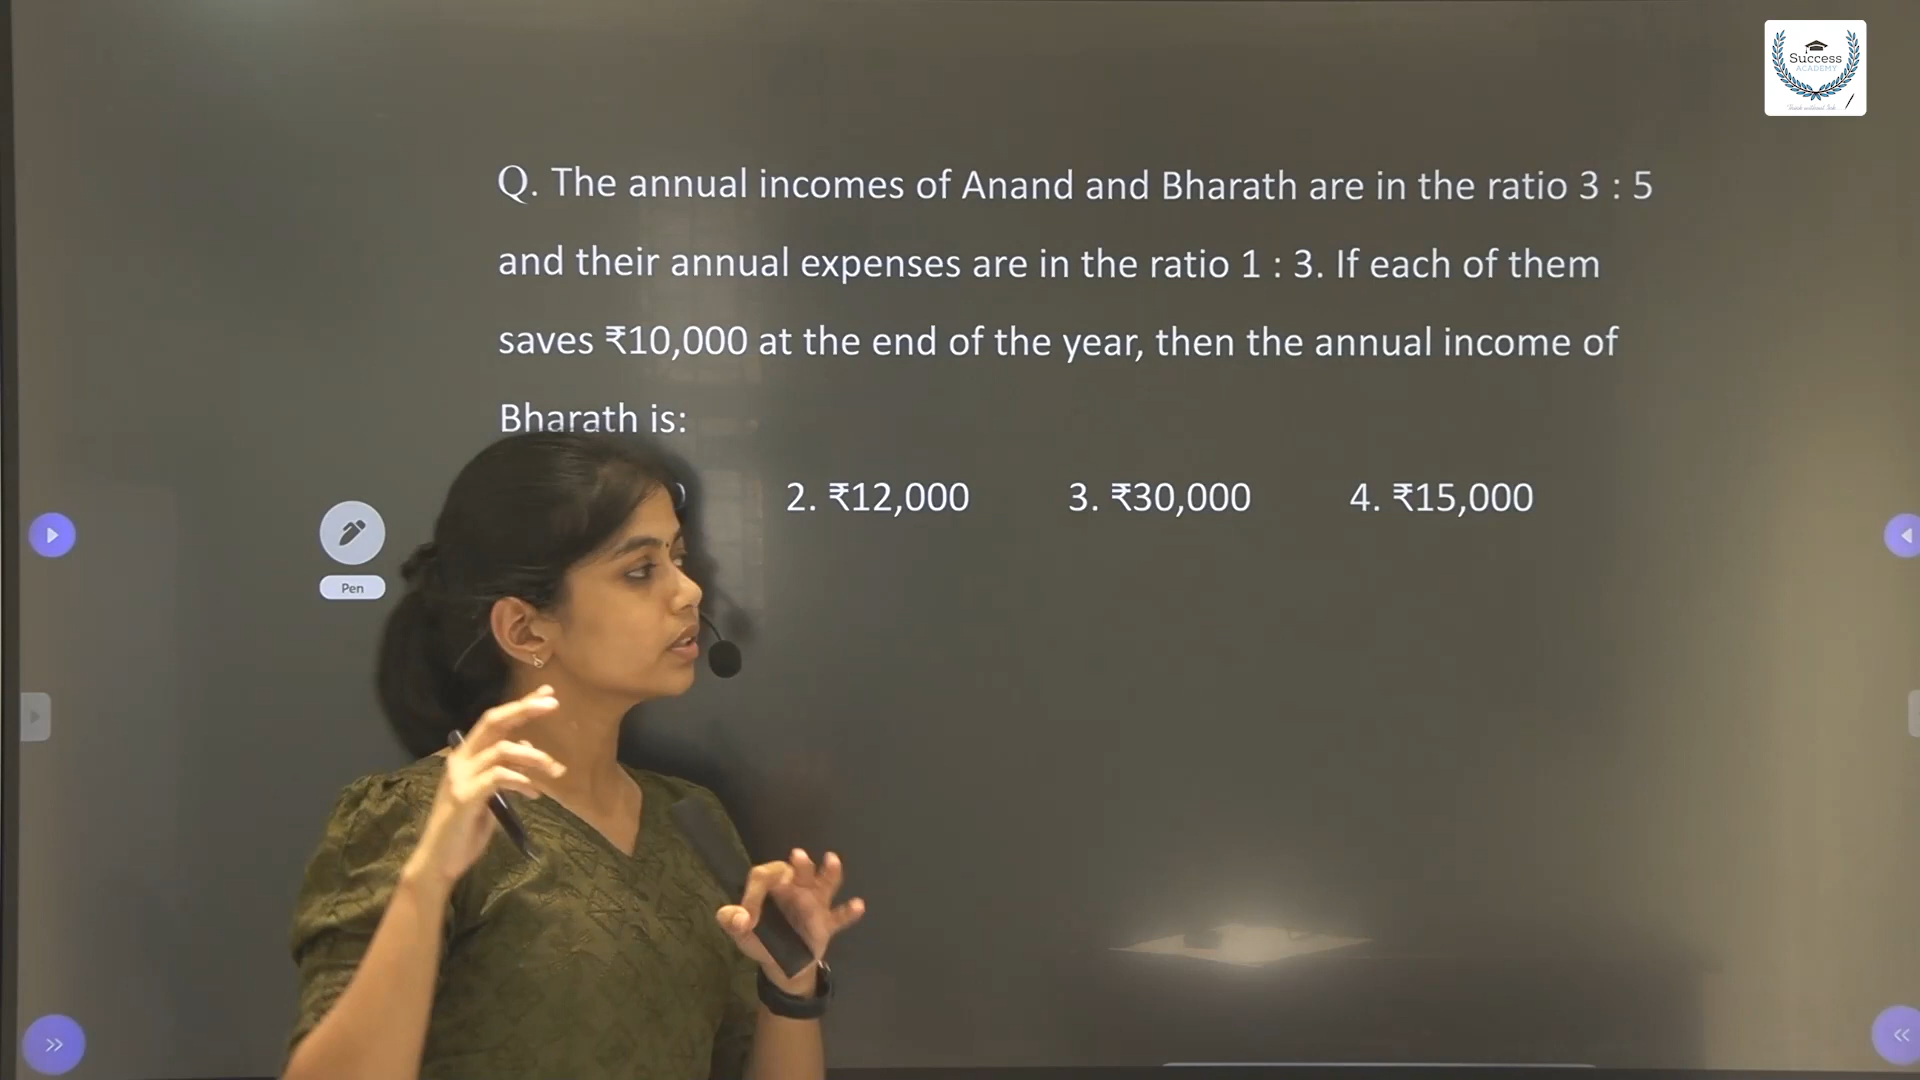 Success
ACADEMY
Q. The annual incomes of Anand and Bharath are in the ratio 3 : 5
and their annual expenses are in the ratio 1 : 3. If each of them
saves ₹10,000 at the end of the year, then the annual income of
Bharath is:
2. ₹12,000 3. ₹30,000 4. ₹15,000
Pen